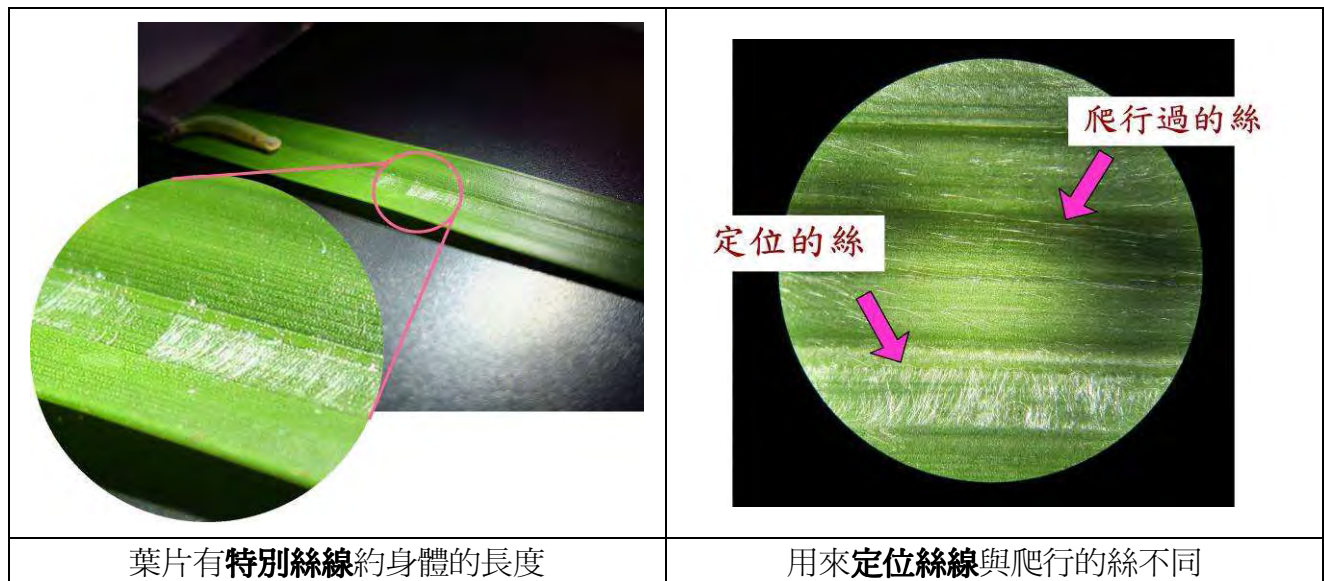 爬行過的絲
定位的絲
葉片有特別絲線約身體的長度
用來定位絲線與爬行的絲不同